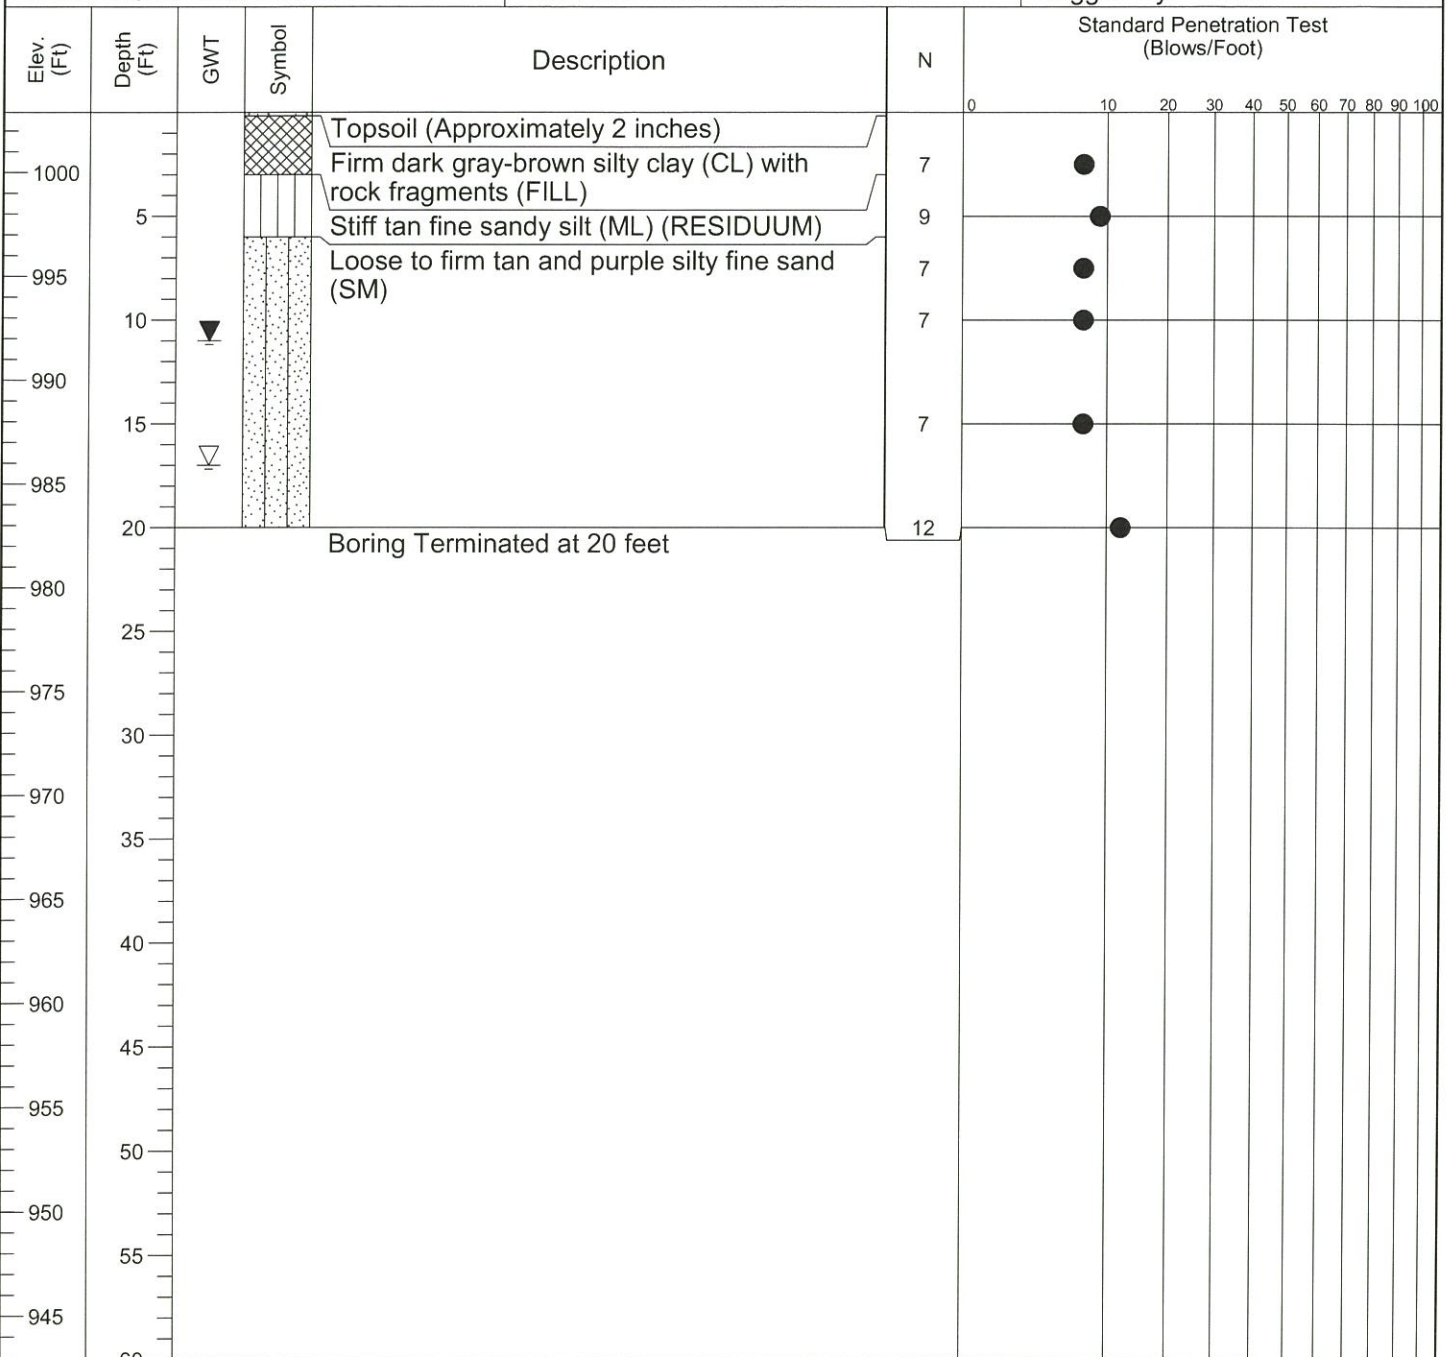 Elev.
(Ft)
Depth
(Ft)
GWT
Symbol
Description
N
Standard Penetration Test
(Blows/Foot)
0 10 20 30 40 50 60 70 80 90 100
Topsoil (Approximately 2 inches)
Firm dark gray-brown silty clay (CL) with
rock fragments (FILL)
Stiff tan fine sandy silt (ML) (RESIDUUM)
Loose to firm tan and purple silty fine sand
(SM)
Boring Terminated at 20 feet
1000
995
990
985
980
975
970
965
960
955
950
945
5
10
15
20
25
30
35
40
45
50
55
7
9
7
7
7
12